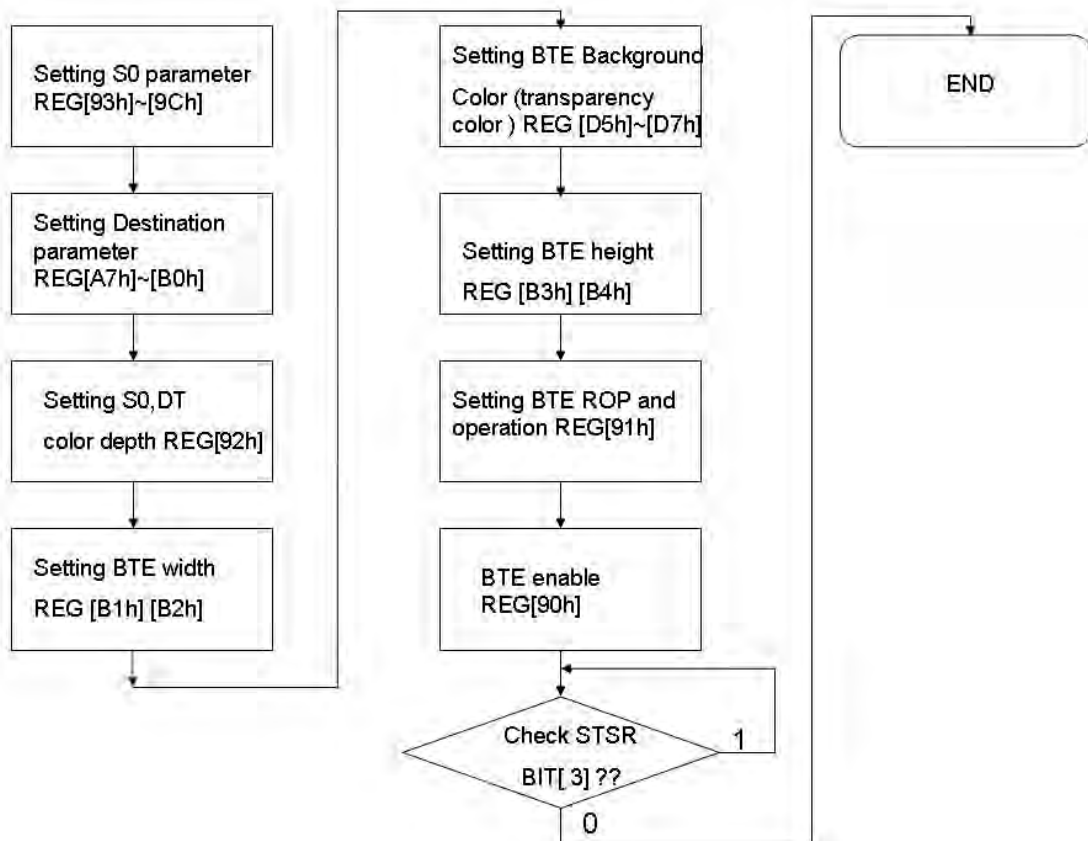 Setting S0 parameter
REG[93h]~[9Ch]
Setting Destination
parameter
REG[A7h]~[B0h]
Setting S0,DT
color depth REG[92h]
Setting BTE width
REG [B1h] [B2h]
Setting BTE Background
Color (transparency
color ) REG [D5h]~[D7h]
Setting BTE height
REG [B3h] [B4h]
Setting BTE ROP and
operation REG[91h]
BTE enable
REG[90h]
Check STSR
BIT[ 3] ??
1
0
END